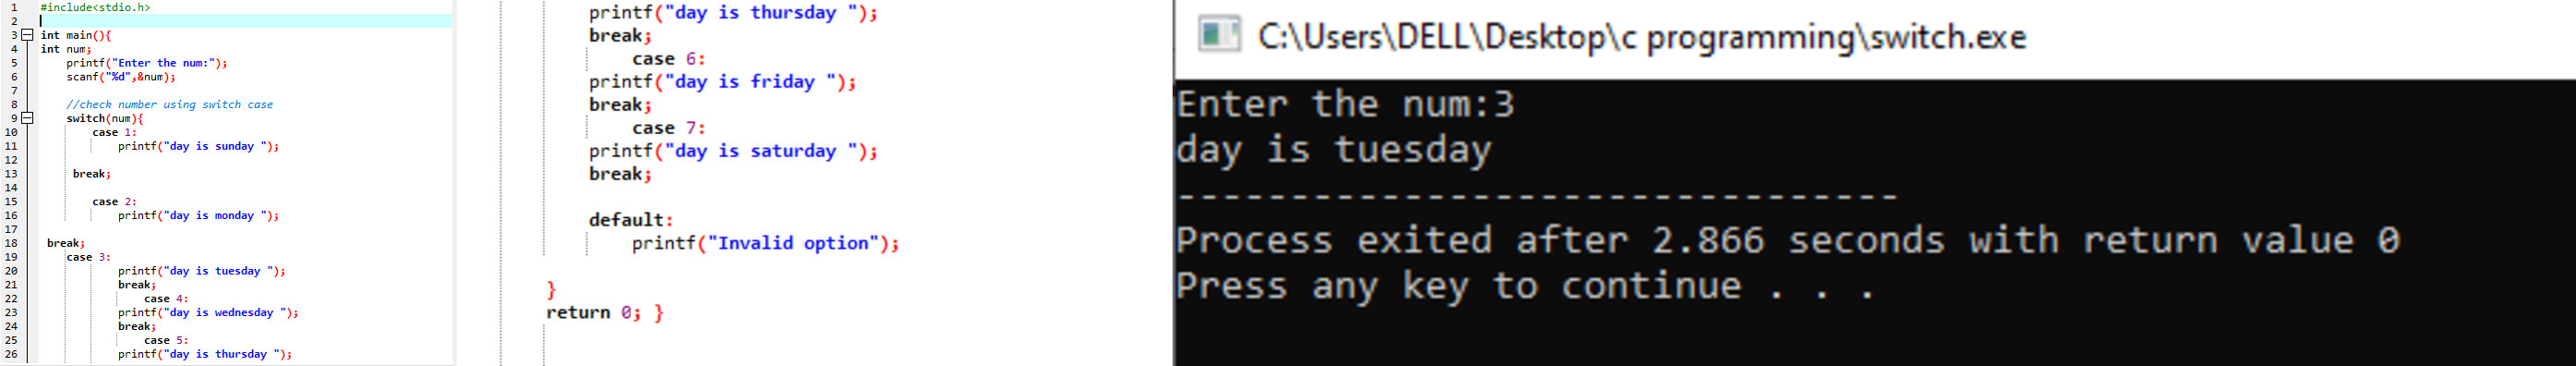 1 #include<stdio.h>
2
3 int main(){
4 int num;
5 printf("Enter the num:");
6 scanf("%d",&num);
7
8 //check number using switch case
9 switch(num){
10 case 1:
11 printf("day is sunday ");
12
13 break;
14
15 case 2:
16 printf("day is monday ");
17
18 break;
19 case 3:
20 printf("day is tuesday ");
21 break;
22 case 4:
23 printf("day is wednesday ");
24 break;
25 case 5:
26 printf("day is thursday ");
printf("day is thursday ");
break;
case 6:
printf("day is friday ");
break;
case 7:
printf("day is saturday ");
break;
default:
printf("Invalid option");
}
return 0; }
C:\Users\DELL\Desktop\c programming\switch.exe
Enter the num:3
day is tuesday
--------------------------------
Process exited after 2.866 seconds with return value 0
Press any key to continue . . .